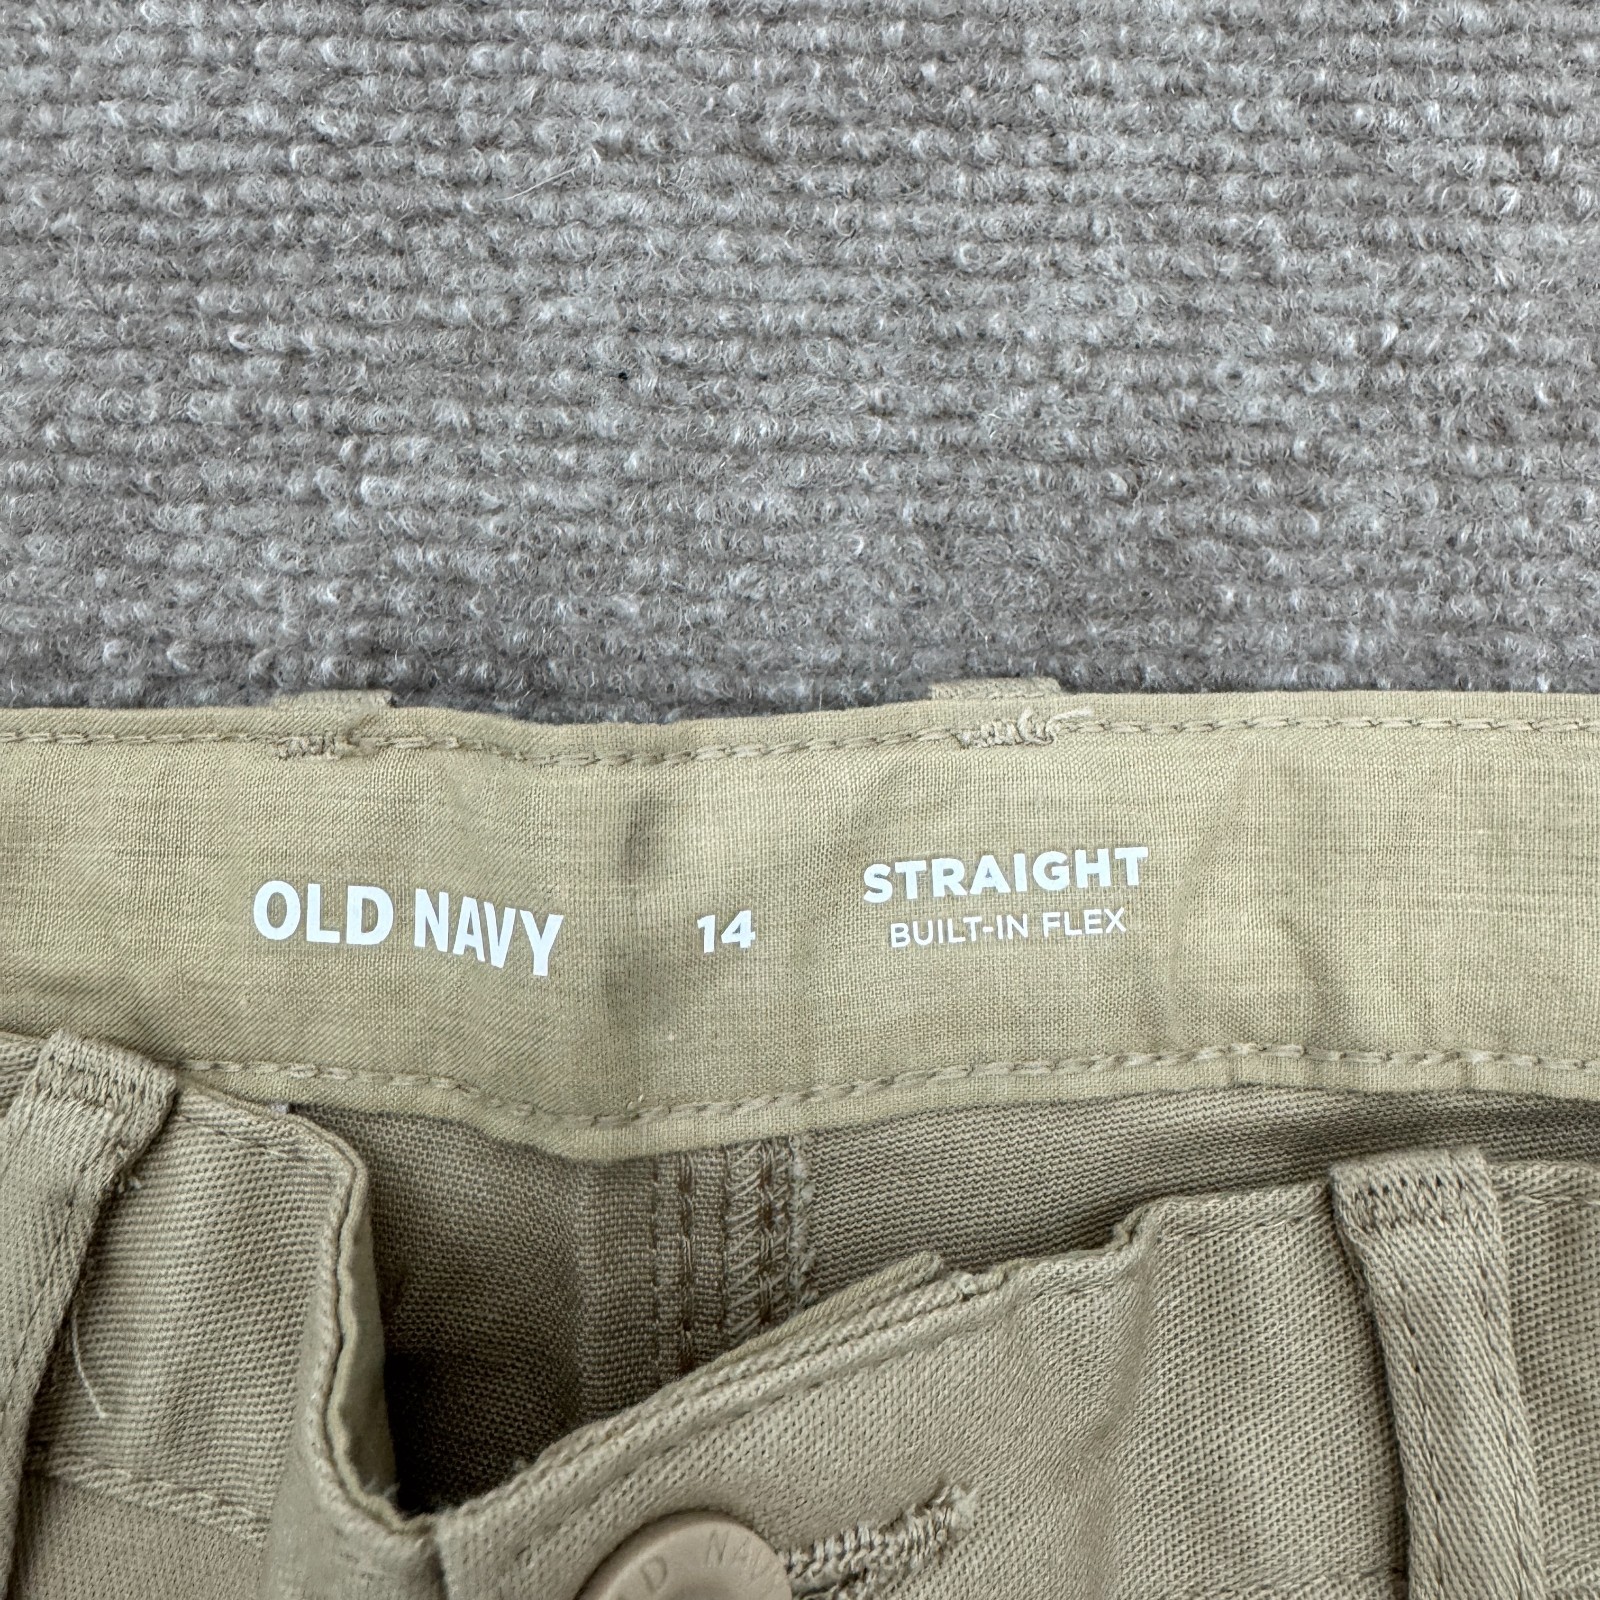 OLD NAVY
14
STRAIGHT
BUILT-IN FLEX